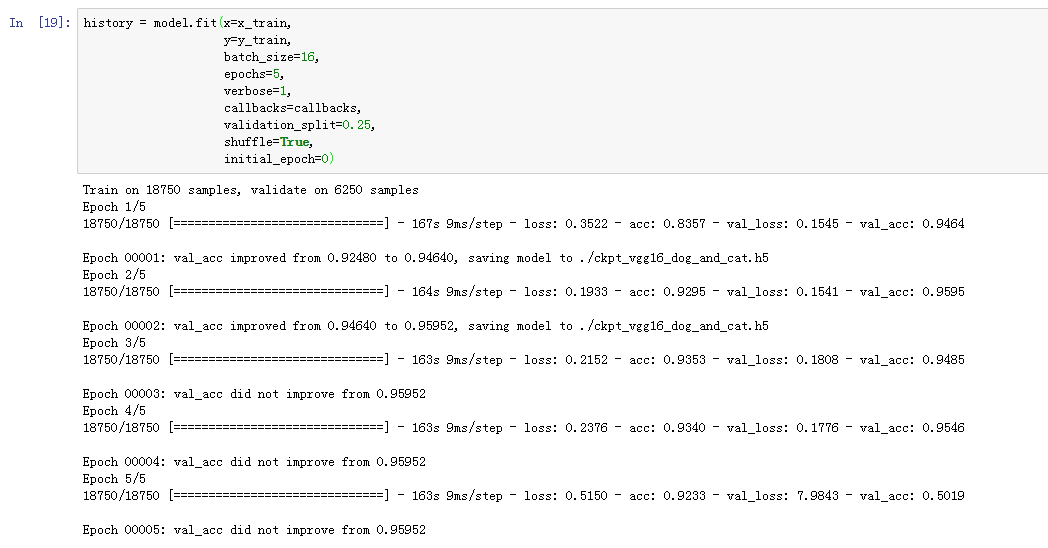 In [19]: history = model.fit(x=x_train,
y=y_train,
batch_size=16,
epochs=5,
verbose=1,
callbacks=callbacks,
validation_split=0.25,
shuffle=True,
initial_epoch=0)
Train on 18750 samples, validate on 6250 samples
Epoch 1/5
18750/18750 [==============================] - 167s 9ms/step - loss: 0.3522 - acc: 0.8357 - val_loss: 0.1545 - val_acc: 0.9464
Epoch 00001: val_acc improved from 0.92480 to 0.94640, saving model to ./ckpt_vgg16_dog_and_cat.h5
Epoch 2/5
18750/18750 [==============================] - 164s 9ms/step - loss: 0.1933 - acc: 0.9295 - val_loss: 0.1541 - val_acc: 0.9595
Epoch 00002: val_acc improved from 0.94640 to 0.95952, saving model to ./ckpt_vgg16_dog_and_cat.h5
Epoch 3/5
18750/18750 [==============================] - 163s 9ms/step - loss: 0.2152 - acc: 0.9353 - val_loss: 0.1808 - val_acc: 0.9485
Epoch 00003: val_acc did not improve from 0.95952
Epoch 4/5
18750/18750 [==============================] - 163s 9ms/step - loss: 0.2376 - acc: 0.9340 - val_loss: 0.1776 - val_acc: 0.9546
Epoch 00004: val_acc did not improve from 0.95952
Epoch 5/5
18750/18750 [==============================] - 163s 9ms/step - loss: 0.5150 - acc: 0.9233 - val_loss: 7.9843 - val_acc: 0.5019
Epoch 00005: val_acc did not improve from 0.95952